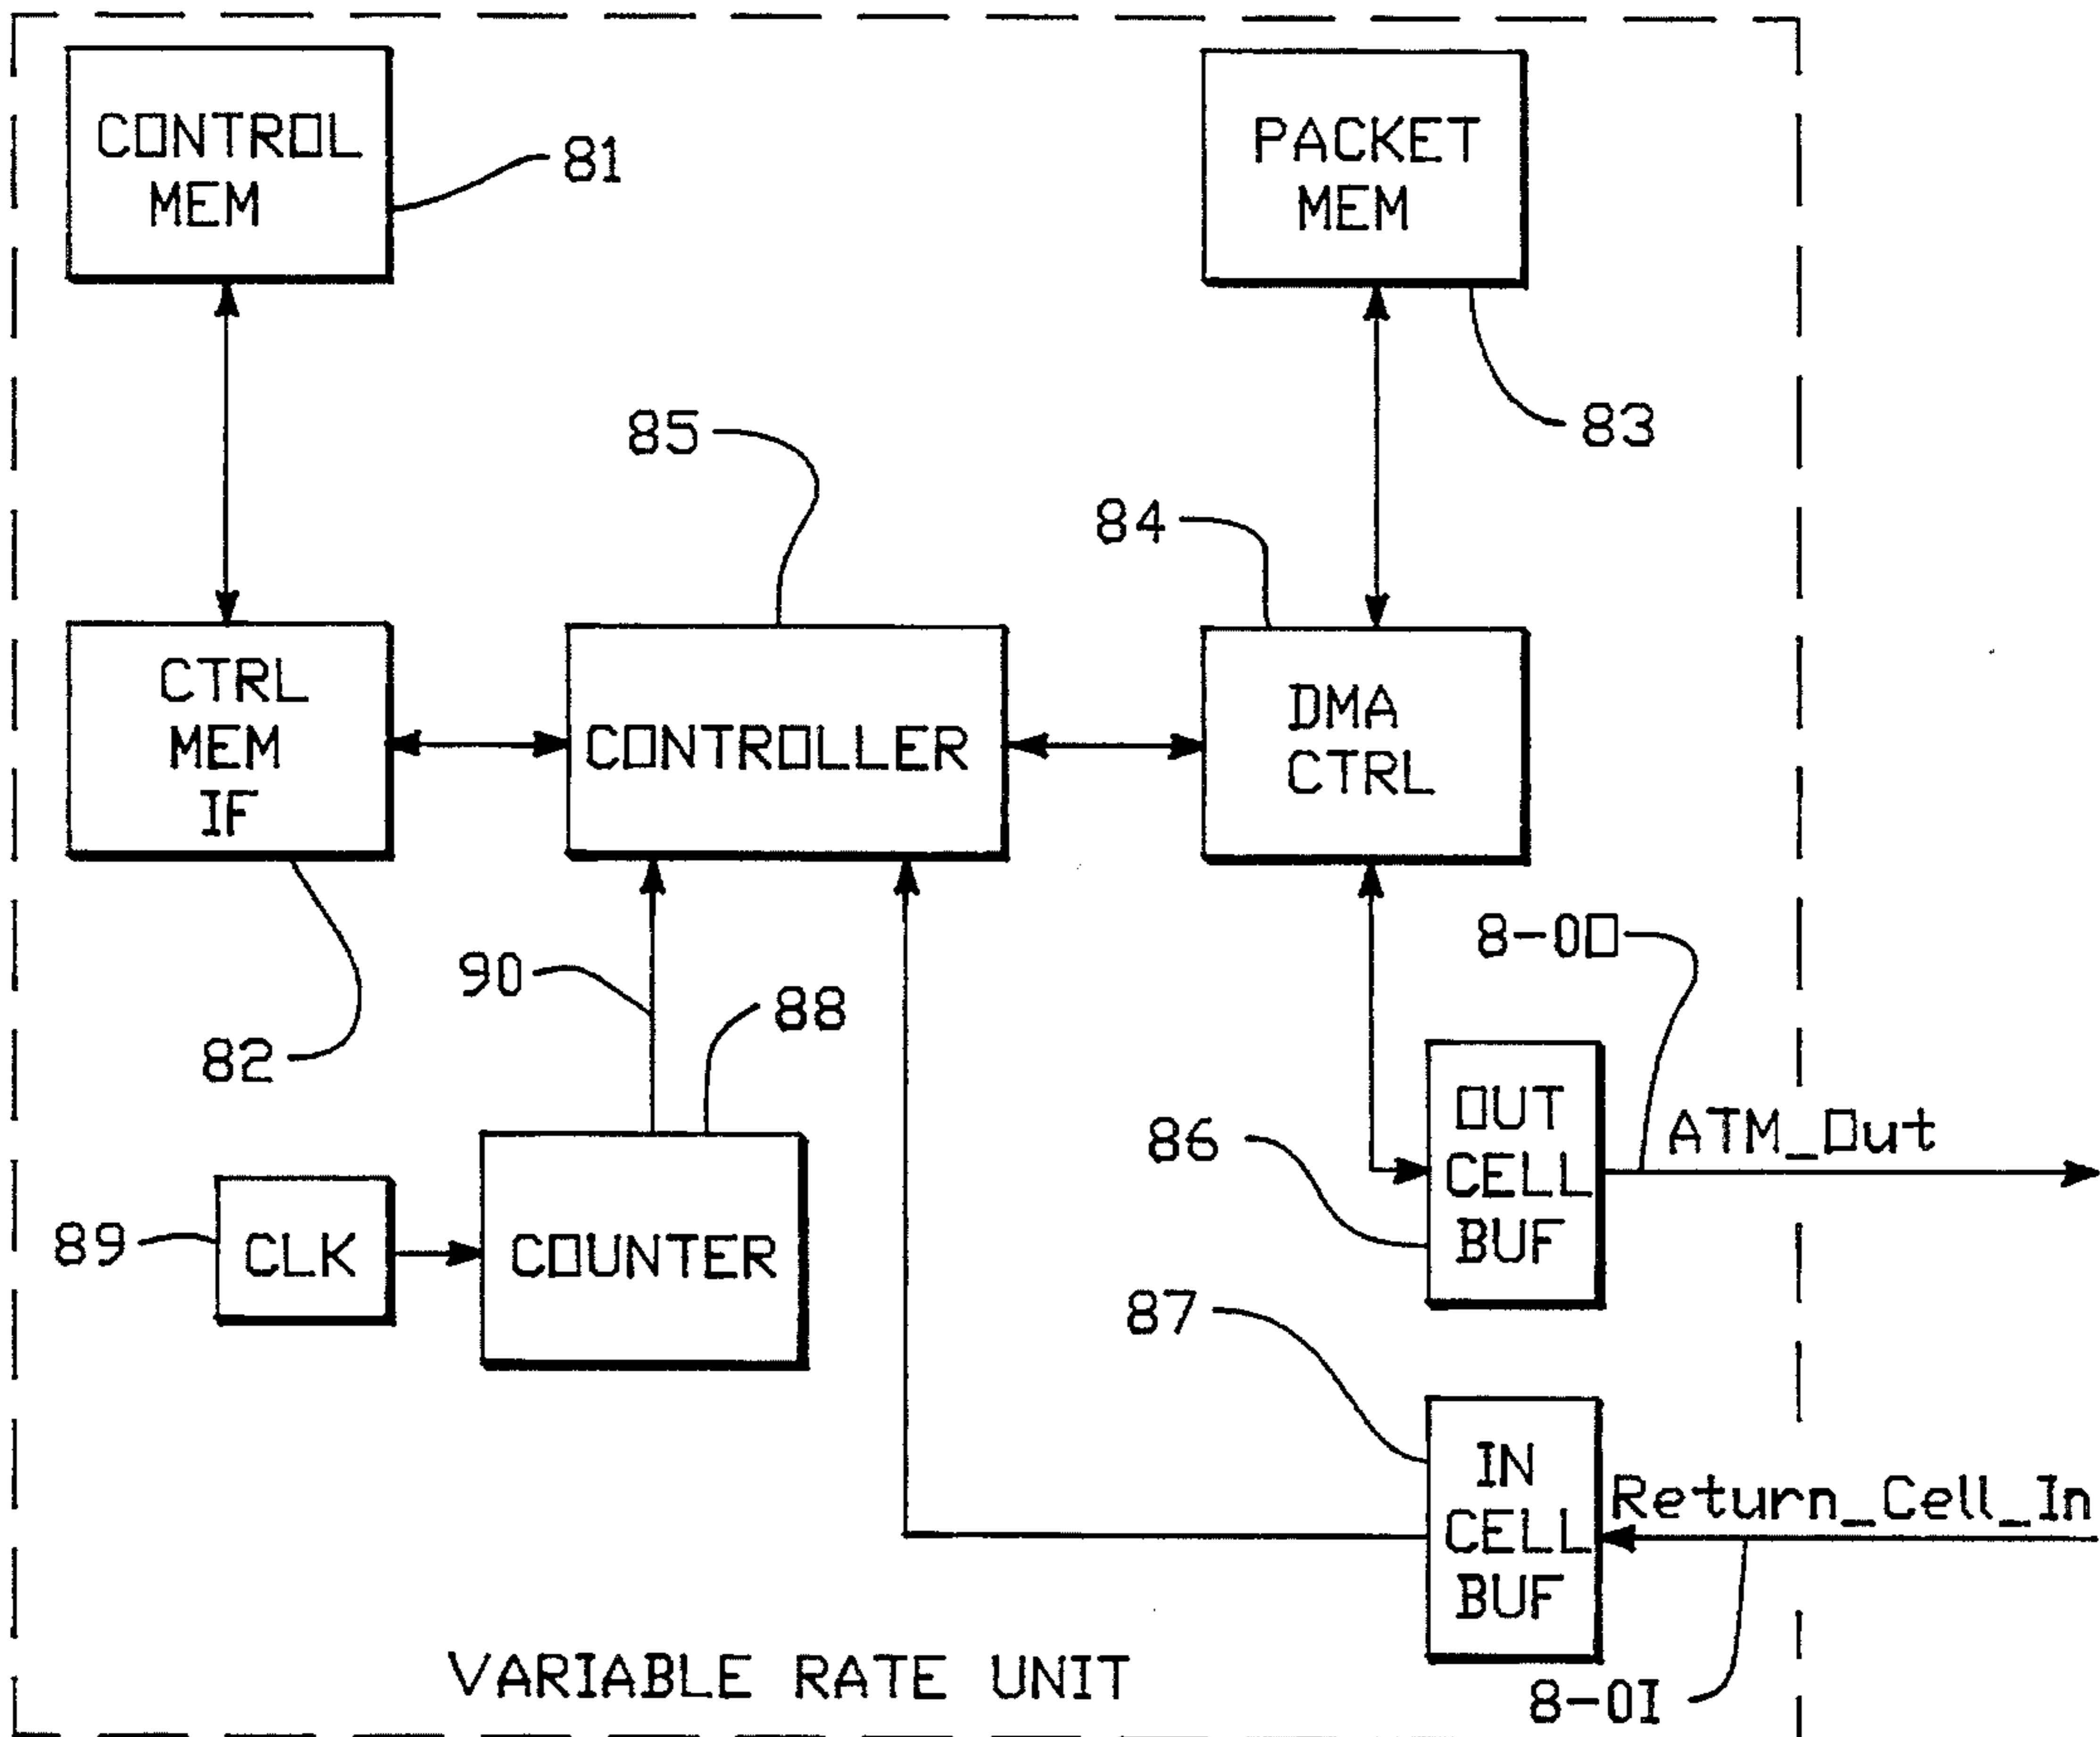 CONTROL
MEM
81
PACKET
MEM
83
85
84
CTRL
MEM
IF
CONTROLLER
DMA
CTRL
82
90
88
8-0O
OUT
CELL
BUF
ATM_Out
86
89
CLK
COUNTER
87
IN
CELL
BUF
Return_Cell_In
8-0I
VARIABLE RATE UNIT